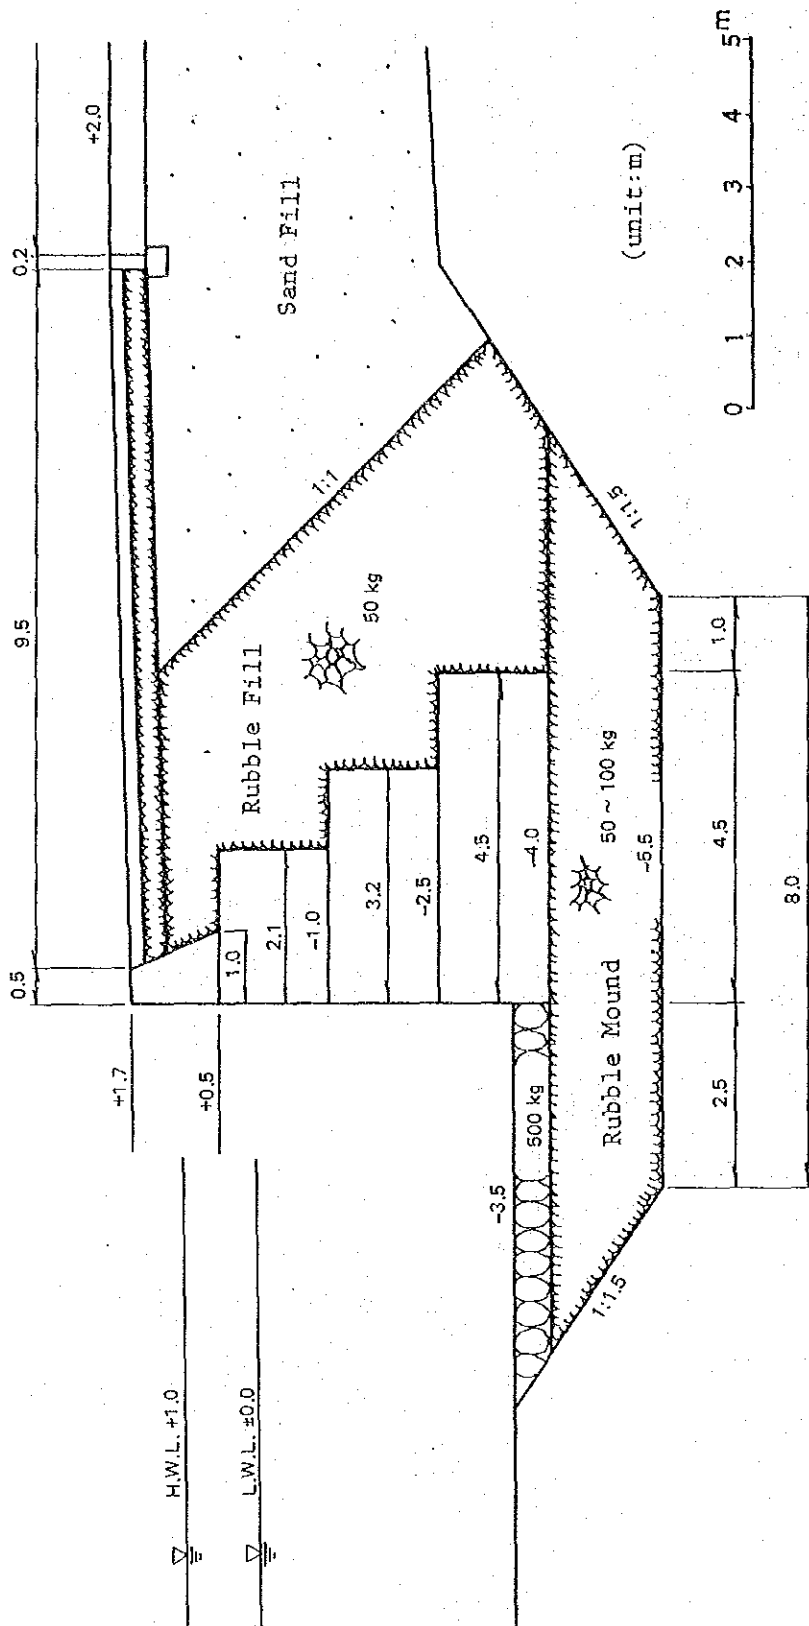 0.5
9.5
0.2
+2.0
+1.7
+0.5
H.W.L. +1.0
L.W.L. ±0.0
Sand Fill
1:1
Rubble Fill
50 kg
1.0
2.1
-1.0
3.2
-2.5
4.5
-4.0
-3.5
500 kg
1:1.5
Rubble Mound
50 ~ 100 kg
-5.5
1:1.5
2.5
4.5
1.0
8.0
(unit:m)
0 1 2 3 4 5 m